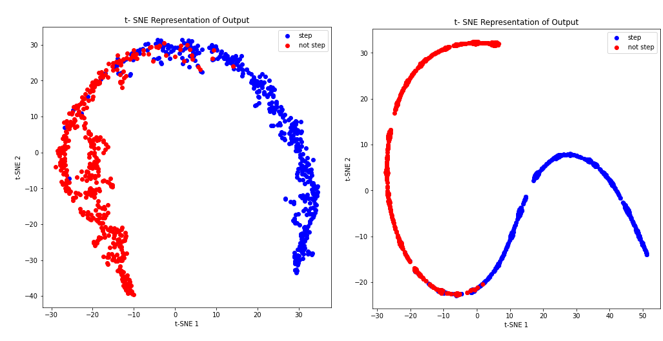 t- SNE Representation of Output
step
not step
30
20
10
0
−10
−20
−30
−40
t-SNE 2
−30 −20 −10 0 10 20 30
t-SNE 1
t- SNE Representation of Output
step
not step
30
20
10
0
−10
−20
t-SNE 2
−30 −20 −10 0 10 20 30 40 50
t-SNE 1